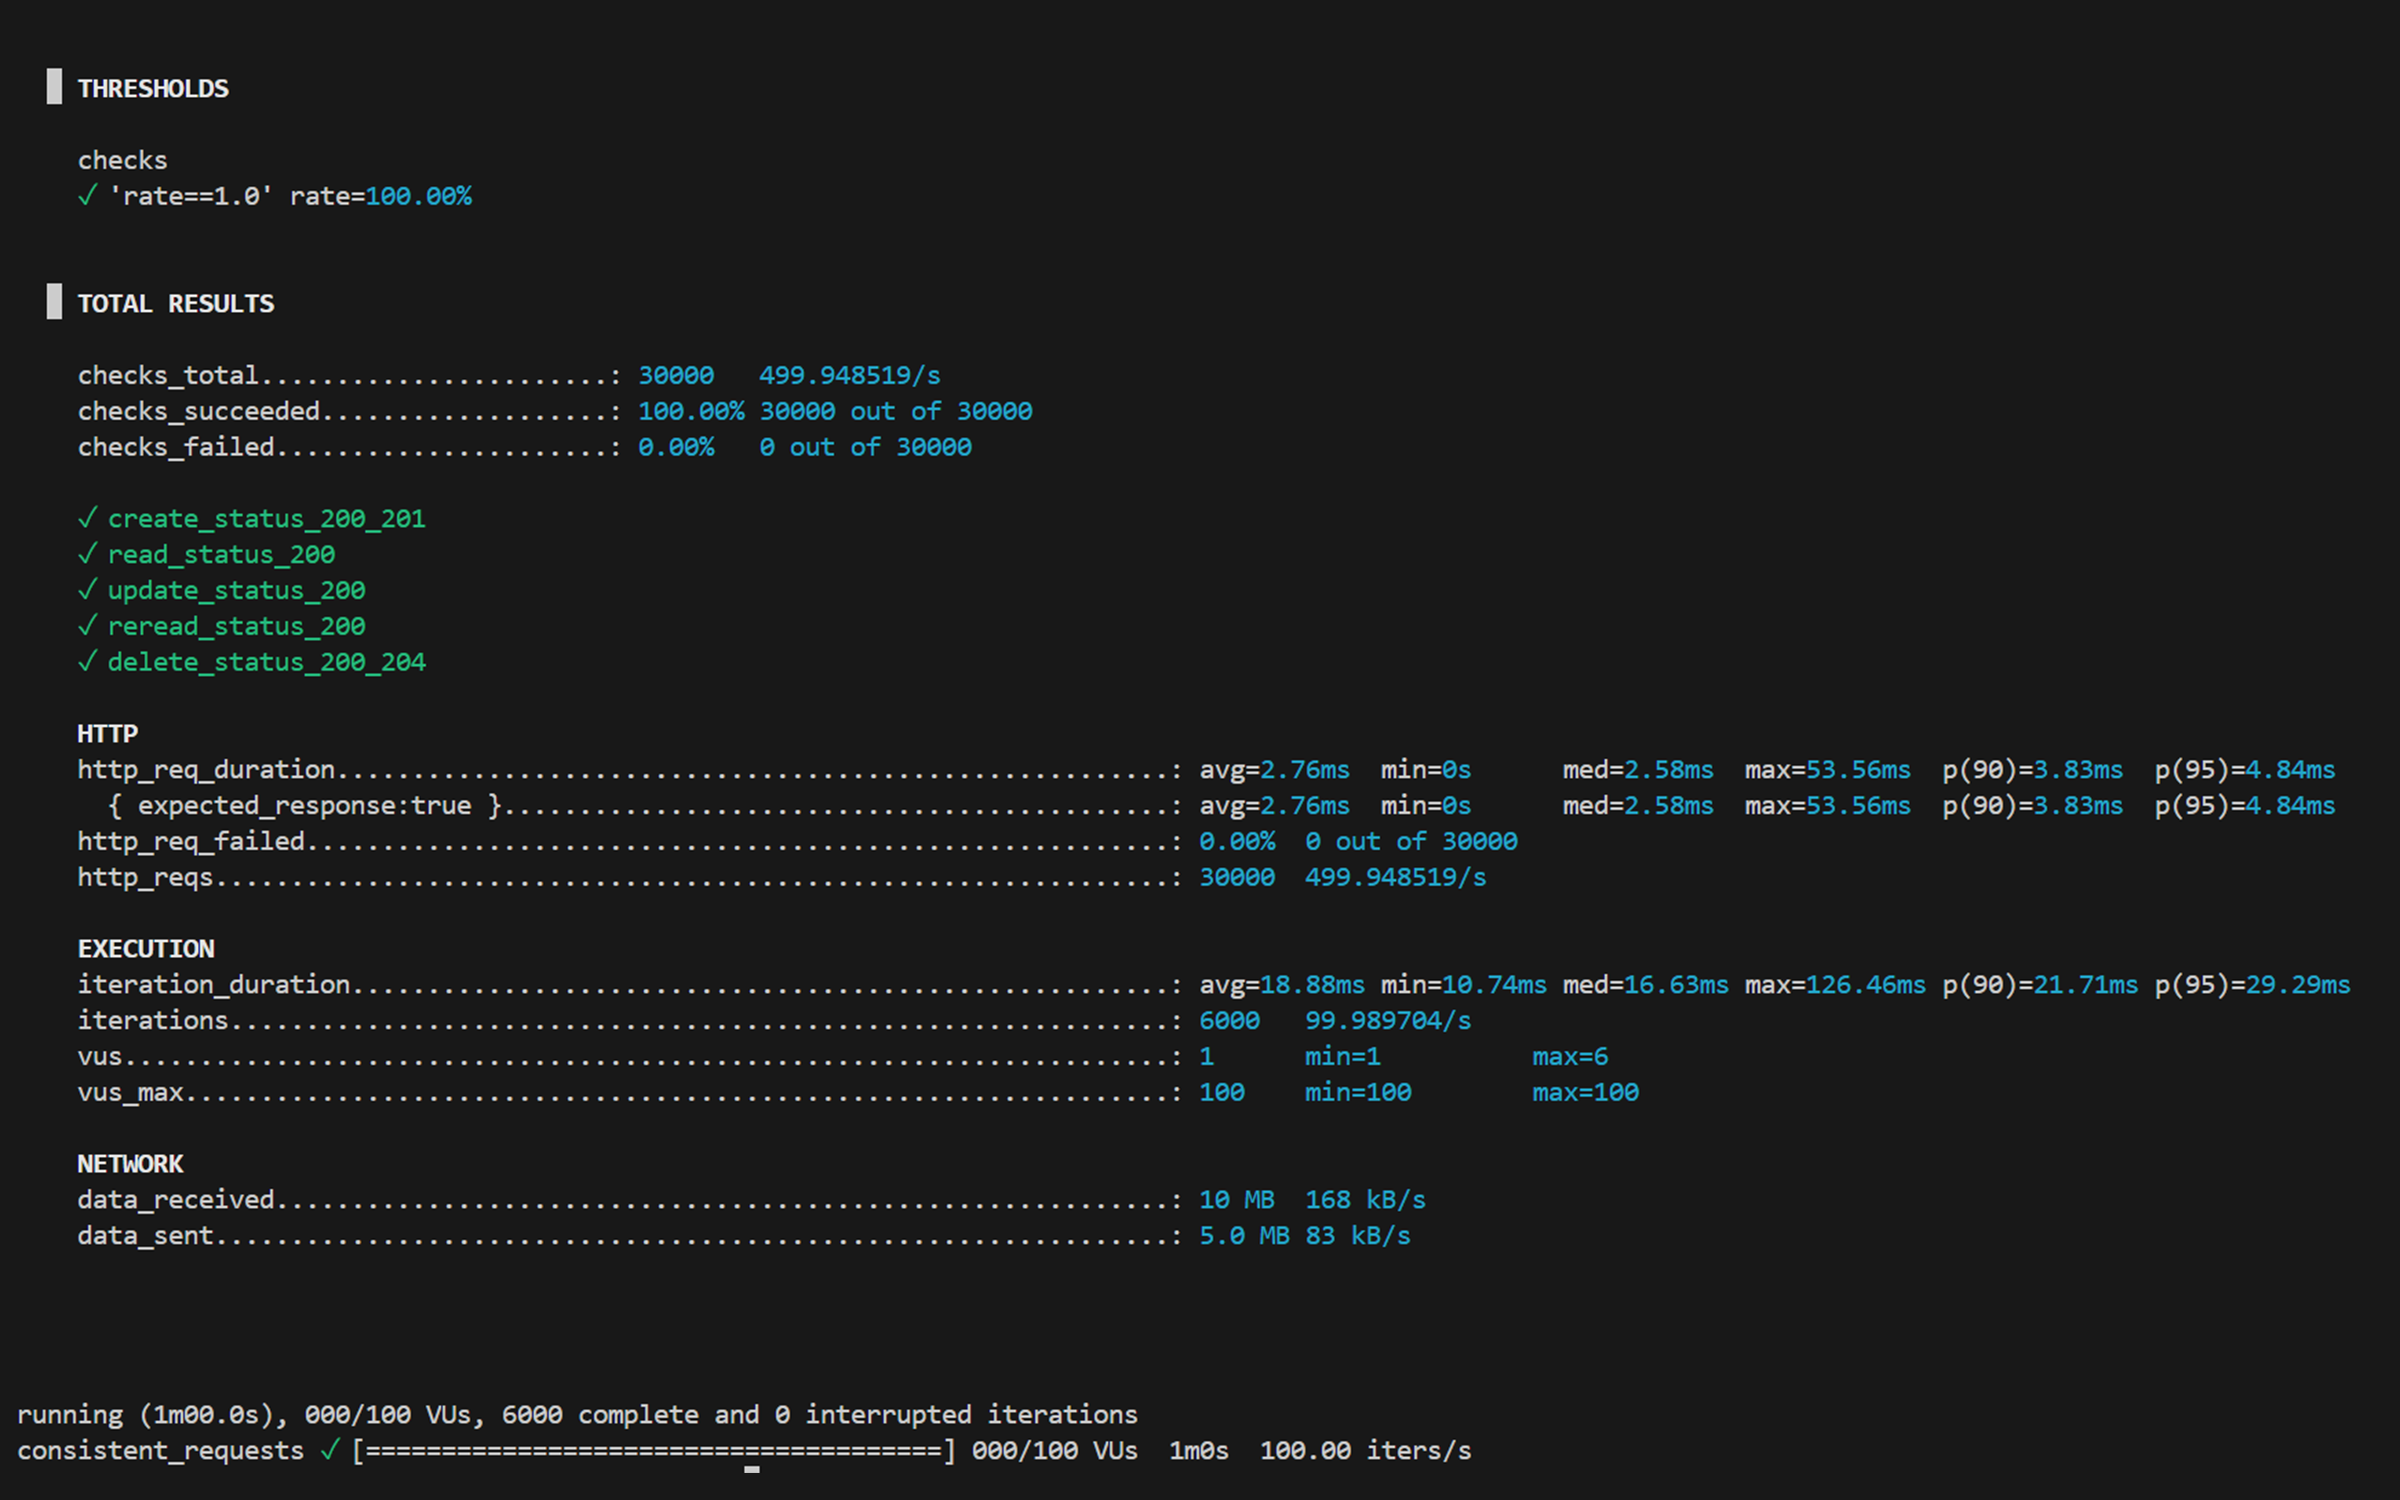 THRESHOLDS
checks
✓ 'rate==1.0' rate=100.00%
TOTAL RESULTS
checks_total.......................: 30000   499.948519/s
checks_succeeded...................: 100.00% 30000 out of 30000
checks_failed......................: 0.00%   0 out of 30000
✓ create_status_200_201
✓ read_status_200
✓ update_status_200
✓ reread_status_200
✓ delete_status_200_204
HTTP
http_req_duration.......................................................: avg=2.76ms  min=0s      med=2.58ms  max=53.56ms  p(90)=3.83ms  p(95)=4.84ms
{ expected_response:true }............................................: avg=2.76ms  min=0s      med=2.58ms  max=53.56ms  p(90)=3.83ms  p(95)=4.84ms
http_req_failed.........................................................: 0.00%  0 out of 30000
http_reqs...............................................................: 30000  499.948519/s
EXECUTION
iteration_duration......................................................: avg=18.88ms min=10.74ms med=16.63ms max=126.46ms p(90)=21.71ms p(95)=29.29ms
iterations..............................................................: 6000   99.989704/s
vus.....................................................................: 1      min=1          max=6
vus_max.................................................................: 100    min=100        max=100
NETWORK
data_received...........................................................: 10 MB  168 kB/s
data_sent...............................................................: 5.0 MB 83 kB/s
running (1m00.0s), 000/100 VUs, 6000 complete and 0 interrupted iterations
consistent_requests ✓ [======================================] 000/100 VUs  1m0s  100.00 iters/s